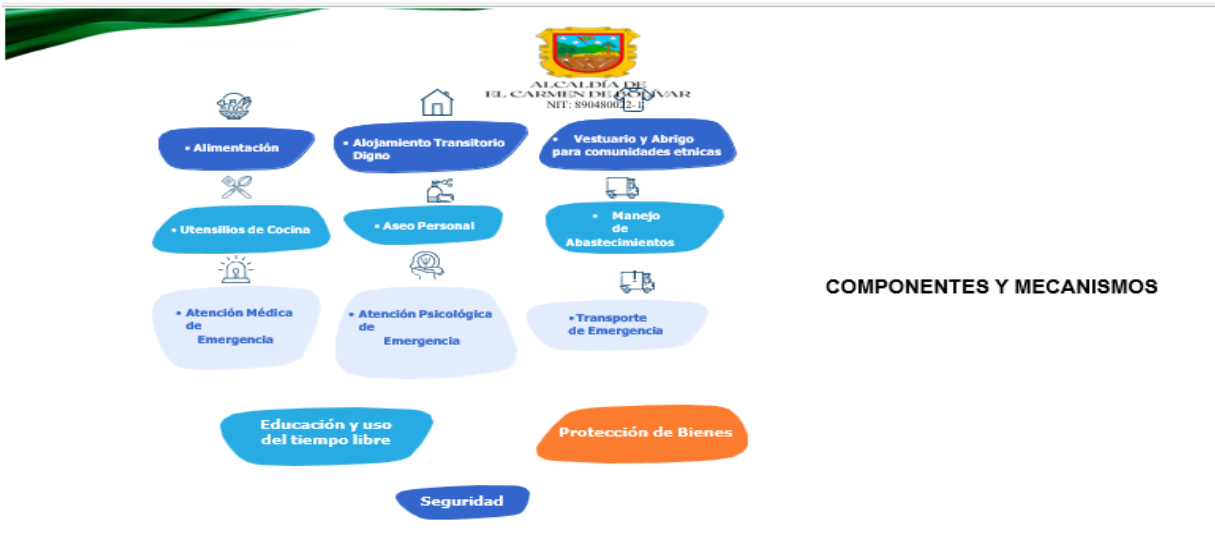 ALCALDÍA DE
EL CARMEN DE BOLÍVAR
NIT: 890480022-1
• Alimentación
• Alojamiento Transitorio
Digno
• Vestuario y Abrigo
para comunidades etnicas
• Utensilios de Cocina
• Aseo Personal
• Manejo
de
Abastecimientos
• Atención Médica
de
Emergencia
• Atención Psicológica
de
Emergencia
• Transporte
de Emergencia
COMPONENTES Y MECANISMOS
Educación y uso
del tiempo libre
Protección de Bienes
Seguridad